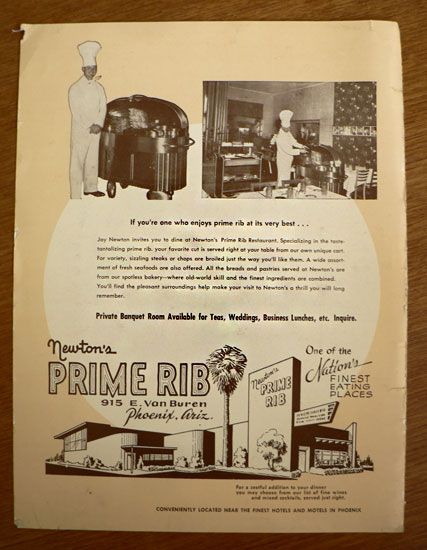 If you're one who enjoys prime rib at its very best . . .
Jay Newton invites you to dine at Newton's Prime Rib Restaurant. Specializing in the taste-
tantalizing prime rib, your favorite cut is served right at your table from our own unique cart.
For variety, sizzling steaks or chops are broiled just the way you'll like them. A wide assort-
ment of fresh seafoods are also offered. All the breads and pastries served at Newton's are
from our spotless bakery—where old-world skill and the finest ingredients are combined.
You'll find the pleasant surroundings help make your visit to Newton's a thrill you will long
remember.
Private Banquet Room Available for Teas, Weddings, Business Lunches, etc. Inquire.
Newton's
PRIME RIB
915 E. Van Buren
Phoenix, Ariz.
Newton's
PRIME
RIB
One of the
Nation's
FINEST
EATING
PLACES
For a zestful addition to your dinner
you may choose from our list of fine wines
and mixed cocktails, served just right.
CONVENIENTLY LOCATED NEAR THE FINEST HOTELS AND MOTELS IN PHOENIX